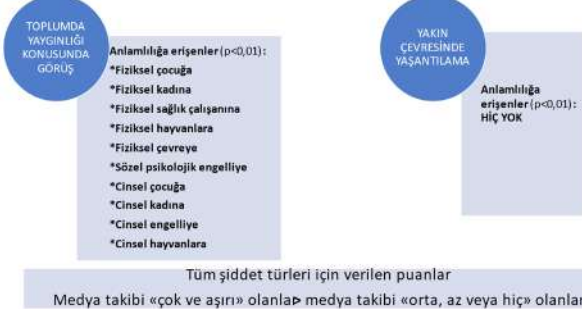 TOPLUMDA
YAYGINLIĞI
KONUSUNDA
GÖRÜŞ
Anlamlılığa erişenler (p<0,01) :
*Fiziksel çocuğa
*Fiziksel kadına
*Fiziksel sağlık çalışanına
*Fiziksel hayvanlara
*Fiziksel çevreye
*Sözel psikolojik engelliye
*Cinsel çocuğa
*Cinsel kadına
*Cinsel engelliye
*Cinsel hayvanlara
YAKIN
ÇEVRESİNDE
YAŞANTILAMA
Anlamlılığa
erişenler (p<0,01) :
HİÇ YOK
Tüm şiddet türleri için verilen puanlar
Medya takibi «çok ve aşırı» olanla> medya takibi «orta, az veya hiç» olanlar